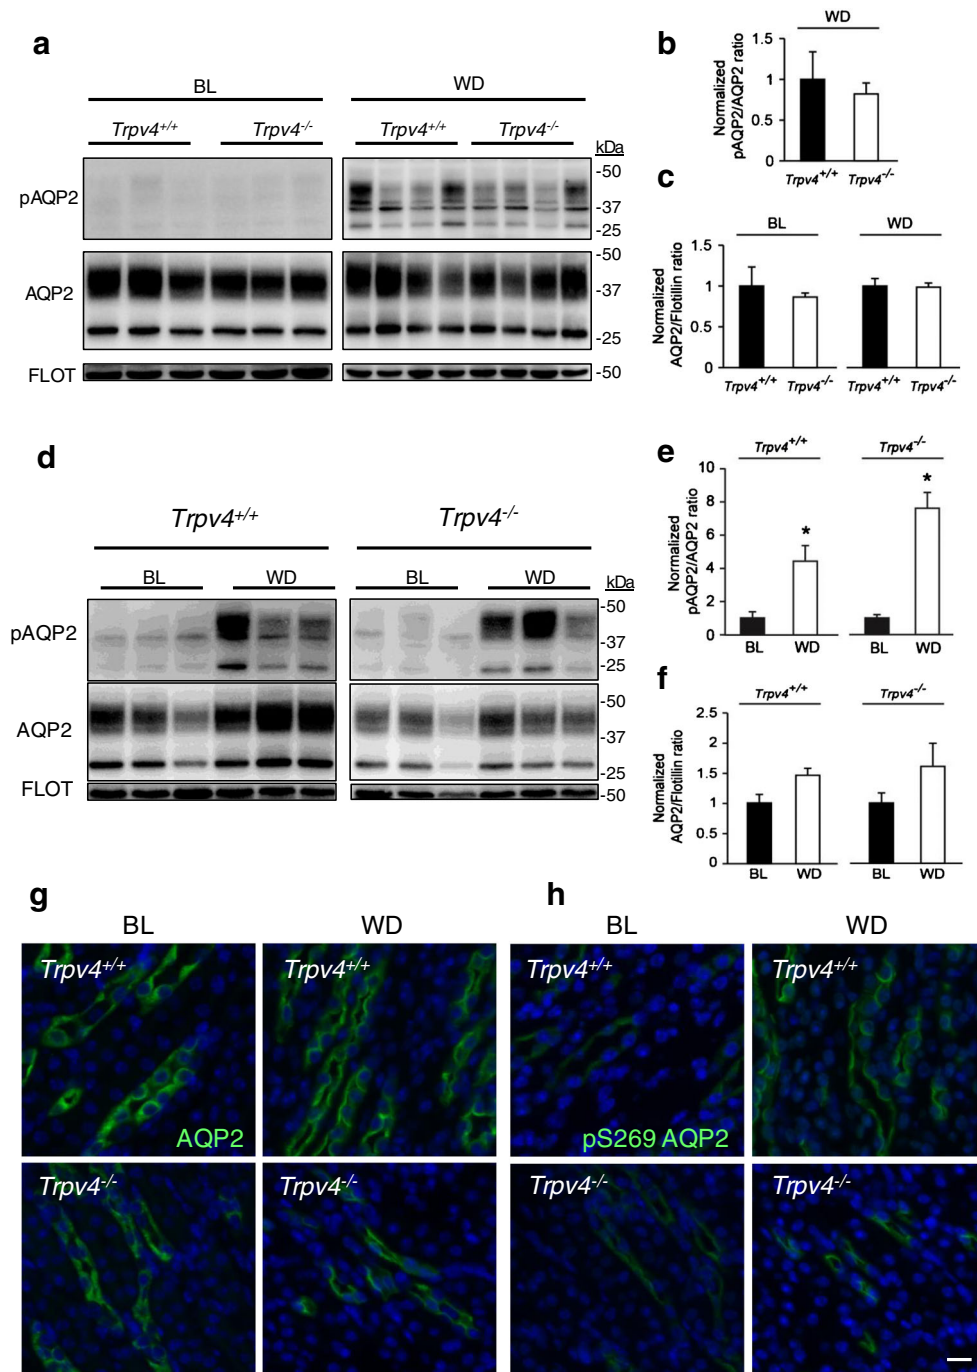 a
BL
WD
Trpv4+/+
Trpv4-/-
Trpv4+/+
Trpv4-/-
kDa
pAQP2
-50
-37
-25
AQP2
-50
-37
-25
FLOT
-50
b
WD
Normalized
pAQP2/AQP2 ratio
1.5
1
0.5
0
Trpv4+/+
Trpv4-/-
c
BL
WD
Normalized
AQP2/Flotillin ratio
1.5
1
0.5
0
Trpv4+/+
Trpv4-/-
Trpv4+/+
Trpv4-/-
d
Trpv4+/+
Trpv4-/-
BL
WD
BL
WD
kDa
pAQP2
-50
-37
-25
AQP2
-50
-37
-25
FLOT
-50
e
Trpv4+/+
Trpv4-/-
Normalized
pAQP2/AQP2 ratio
10
8
6
4
2
0
*
*
BL
WD
BL
WD
f
Trpv4+/+
Trpv4-/-
Normalized
AQP2/Flotillin ratio
2.5
2
1.5
1
0.5
0
BL
WD
BL
WD
g
BL
WD
Trpv4+/+
Trpv4+/+
AQP2
Trpv4-/-
Trpv4-/-
h
BL
WD
Trpv4+/+
Trpv4+/+
pS269 AQP2
Trpv4-/-
Trpv4-/-